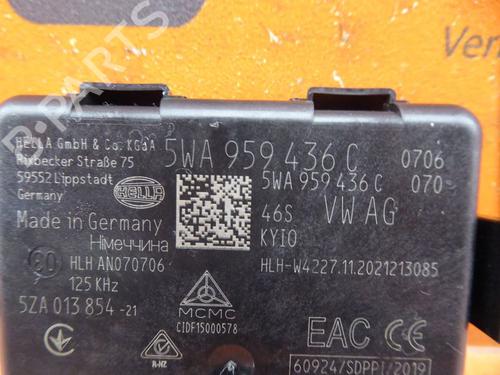 HELLA GmbH & Co. KGaA
Rixbecker Straße 75
59552 Lippstadt
Germany
HELLA
Made in Germany
Німеччина
HLH AN070706
125 KHz
5ZA 013 854 -21
5WA 959 436 C 0706
5WA 959 436 C 070
46S VW AG
KYIO
HLH-W4227.11.2021213085
MCMC
CIDF15000578
R-NZ
EAC CE
60924/SDPPI/2019
B-PARTS